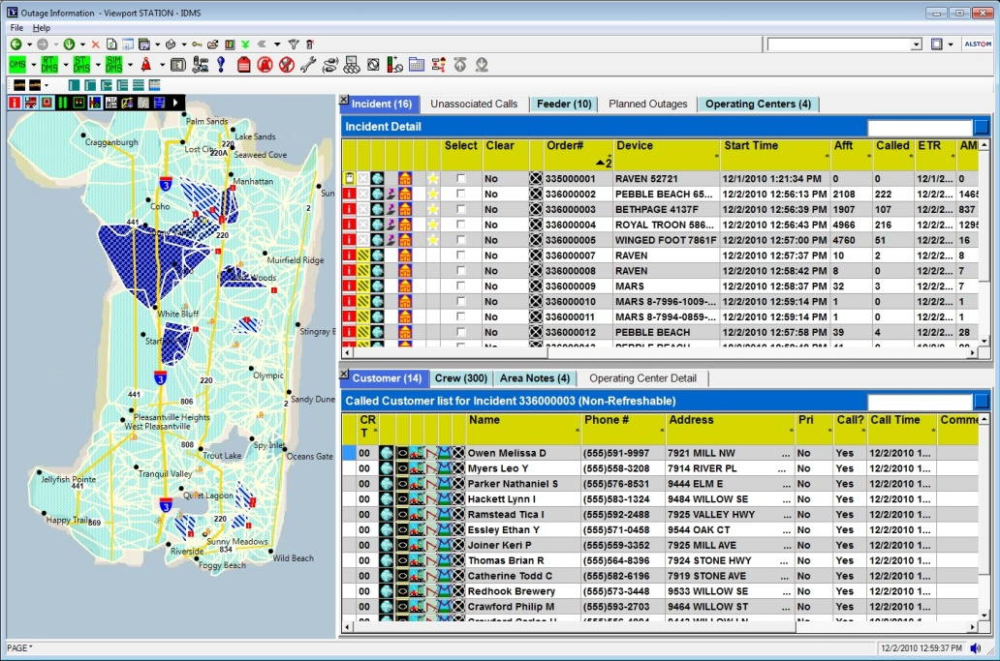 Outage Information - Viewport STATION - IDMS
File Help
ALSTOM
OMS RT DMS ST DMS SIM DMS
Incident (16) Unassociated Calls Feeder (10) Planned Outages Operating Centers (4)
Incident Detail
Select Clear Order# Device Start Time Afft Called ETR AM
2
No 335000001 RAVEN 52721 12/1/2010 1:21:34 PM 0 0 12/1/2... 0
No 336000002 PEBBLE BEACH 65... 12/2/2010 12:56:13 PM 2108 222 12/2/2... 1465
No 336000003 BETHPAGE 4137F 12/2/2010 12:56:39 PM 1907 107 12/2/2... 837
No 336000004 ROYAL TROON 586... 12/2/2010 12:56:43 PM 4966 216 12/2/2... 1295
No 336000005 WINGED FOOT 7861F 12/2/2010 12:57:00 PM 4760 51 12/2/2... 16
No 336000007 RAVEN 12/2/2010 12:57:37 PM 10 2 12/2/2... 8
No 336000008 RAVEN 12/2/2010 12:58:42 PM 8 0 12/2/2... 7
No 336000009 MARS 12/2/2010 12:58:37 PM 32 3 12/2/2... 7
No 336000010 MARS 8-7996-1009-... 12/2/2010 12:59:14 PM 1 0 12/2/2... 1
No 336000011 MARS 8-7994-0859-... 12/2/2010 12:59:14 PM 1 0 12/2/2... 1
No 336000012 PEBBLE BEACH 12/2/2010 12:57:58 PM 39 4 12/2/2... 28
Customer (14) Crew (300) Area Notes (4) Operating Center Detail
Called Customer list for Incident 336000003 (Non-Refreshable)
CR T Name Phone # Address Pri Call? Call Time Comme
00 Owen Melissa D (555)591-9997 7921 MILL NW ... No Yes 12/2/2010 1...
00 Myers Leo Y (555)558-3208 7914 RIVER PL ... No Yes 12/2/2010 1...
00 Parker Nathaniel S (555)576-8531 9444 ELM E ... No Yes 12/2/2010 1...
00 Hackett Lynn I (555)583-1324 9484 WILLOW SE ... No Yes 12/2/2010 1...
00 Ramstead Tica I (555)592-2488 7925 VALLEY HWY ... No Yes 12/2/2010 1...
00 Essley Ethan Y (555)571-0458 9544 OAK CT ... No Yes 12/2/2010 1...
00 Joiner Keri P (555)559-3352 7925 MILL AVE ... No Yes 12/2/2010 1...
00 Thomas Brian R (555)564-8396 7924 STONE HWY ... No Yes 12/2/2010 1...
00 Catherine Todd C (555)582-6196 7919 STONE AVE ... No Yes 12/2/2010 1...
00 Redhook Brewery (555)573-3448 9533 WILLOW SE ... No Yes 12/2/2010 1...
00 Crawford Philip M (555)593-2703 9464 WILLOW ST ... No Yes 12/2/2010 1...
Palm Sands
Cragganburgh
Lake Sands
220
Lost City
220A
Seaweed Cove
3
Manhattan
Sun
Coho
2
441
220
Muirfield Ridge
Woods
White Bluff
Stingray B
Starf
Olympic
3
220
441
806
Sandy Dune
2
Pleasantville Heights
West Pleasantville
808
Spy Inlet
Trout Lake
Oceans Gate
Tranquil Valley
Jellyfish Pointe
441
Quiet Lagoon
3
Happy Trails
869
220
Sunny Meadows
Riverside
834
Wild Beach
Foggy Beach
PAGE*
12/2/2010 12:59:37 PM